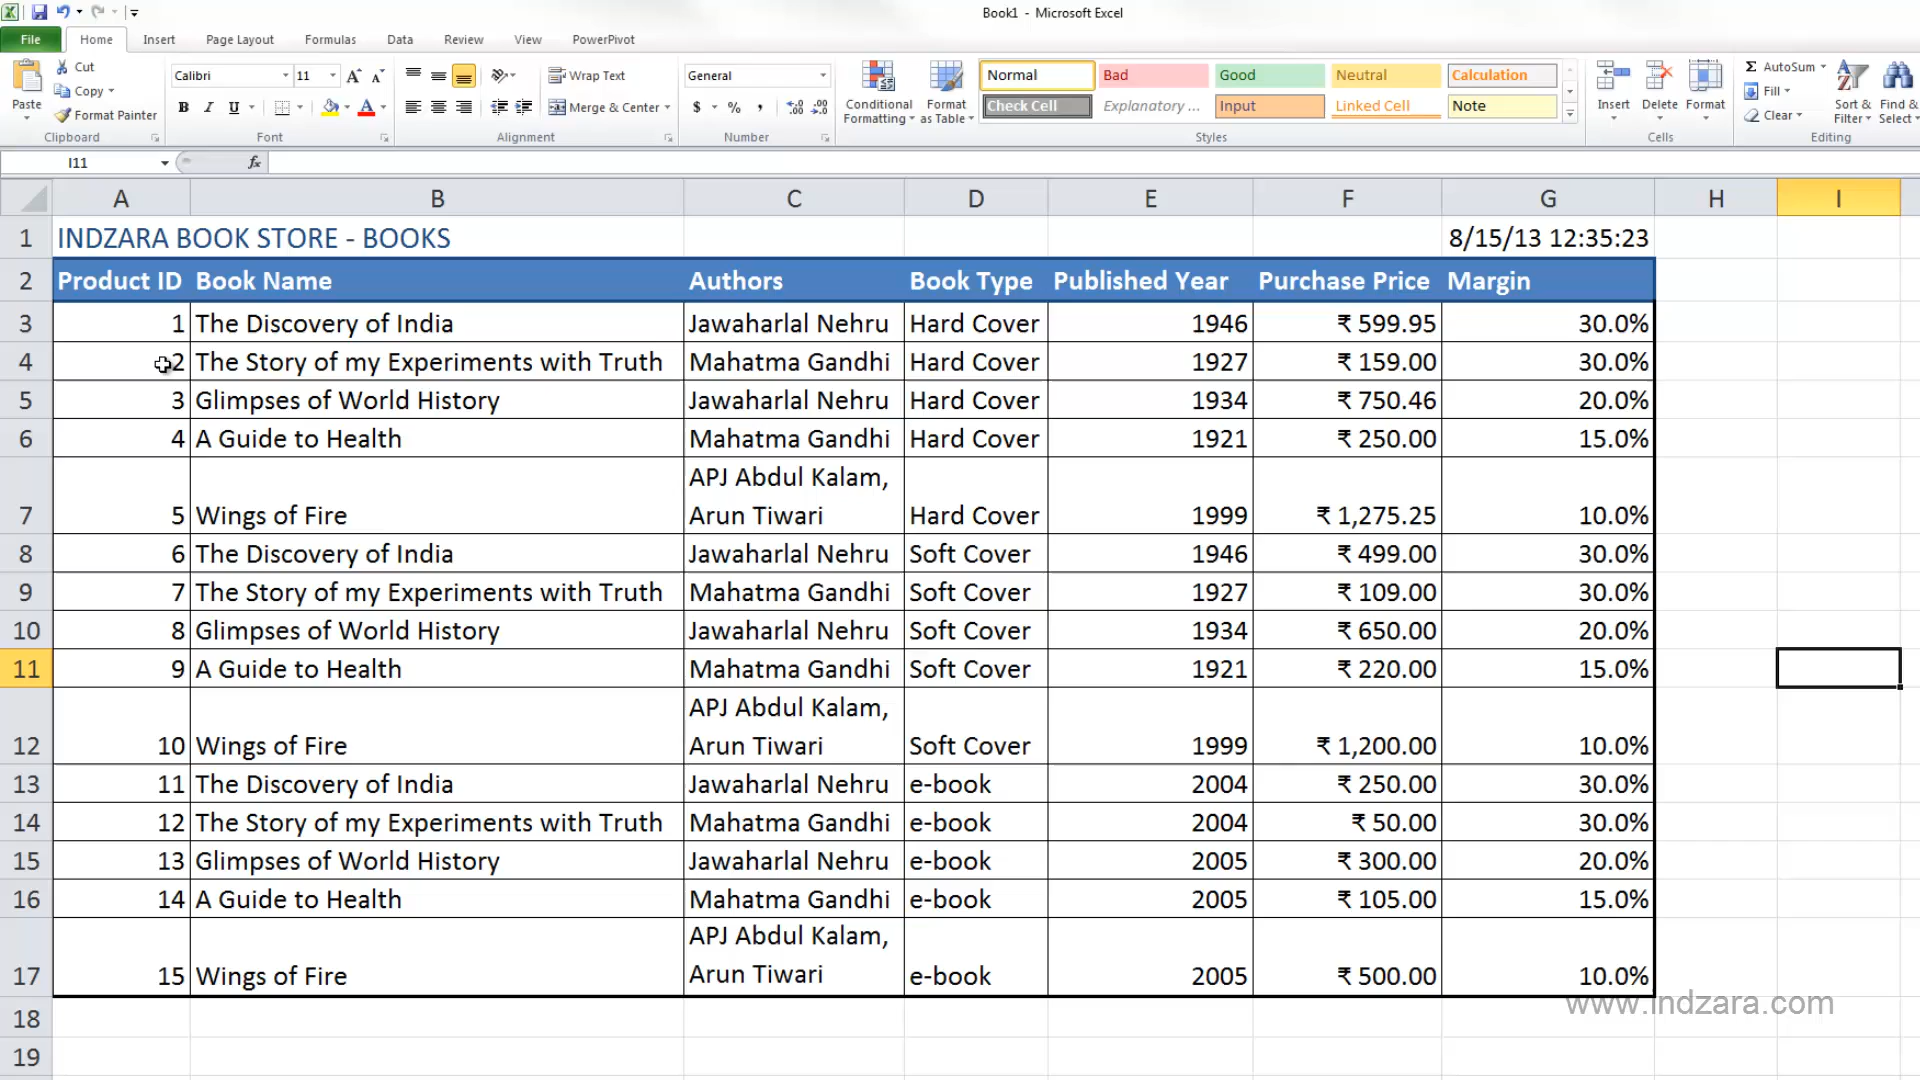 Book1 - Microsoft Excel
File Home Insert Page Layout Formulas Data Review View PowerPivot
Paste
Cut
Copy
Format Painter
Clipboard
Calibri 11
B I U
Font
Wrap Text
Merge & Center
Alignment
General
$ % ,
Number
Conditional Formatting
Format as Table
Normal Bad Good Neutral Calculation
Check Cell Explanatory ... Input Linked Cell Note
Styles
Insert Delete Format
Cells
Σ AutoSum
Fill
Clear
Sort & Filter
Find & Select
Editing
I11 fx
A B C D E F G H I
1 INDZARA BOOK STORE - BOOKS 8/15/13 12:35:23
2 Product ID Book Name Authors Book Type Published Year Purchase Price Margin
3 1 The Discovery of India Jawaharlal Nehru Hard Cover 1946 ₹ 599.95 30.0%
4 2 The Story of my Experiments with Truth Mahatma Gandhi Hard Cover 1927 ₹ 159.00 30.0%
5 3 Glimpses of World History Jawaharlal Nehru Hard Cover 1934 ₹ 750.46 20.0%
6 4 A Guide to Health Mahatma Gandhi Hard Cover 1921 ₹ 250.00 15.0%
APJ Abdul Kalam,
7 5 Wings of Fire Arun Tiwari Hard Cover 1999 ₹ 1,275.25 10.0%
8 6 The Discovery of India Jawaharlal Nehru Soft Cover 1946 ₹ 499.00 30.0%
9 7 The Story of my Experiments with Truth Mahatma Gandhi Soft Cover 1927 ₹ 109.00 30.0%
10 8 Glimpses of World History Jawaharlal Nehru Soft Cover 1934 ₹ 650.00 20.0%
11 9 A Guide to Health Mahatma Gandhi Soft Cover 1921 ₹ 220.00 15.0%
APJ Abdul Kalam,
12 10 Wings of Fire Arun Tiwari Soft Cover 1999 ₹ 1,200.00 10.0%
13 11 The Discovery of India Jawaharlal Nehru e-book 2004 ₹ 250.00 30.0%
14 12 The Story of my Experiments with Truth Mahatma Gandhi e-book 2004 ₹ 50.00 30.0%
15 13 Glimpses of World History Jawaharlal Nehru e-book 2005 ₹ 300.00 20.0%
16 14 A Guide to Health Mahatma Gandhi e-book 2005 ₹ 105.00 15.0%
APJ Abdul Kalam,
17 15 Wings of Fire Arun Tiwari e-book 2005 ₹ 500.00 10.0%
www.indzara.com
18
19